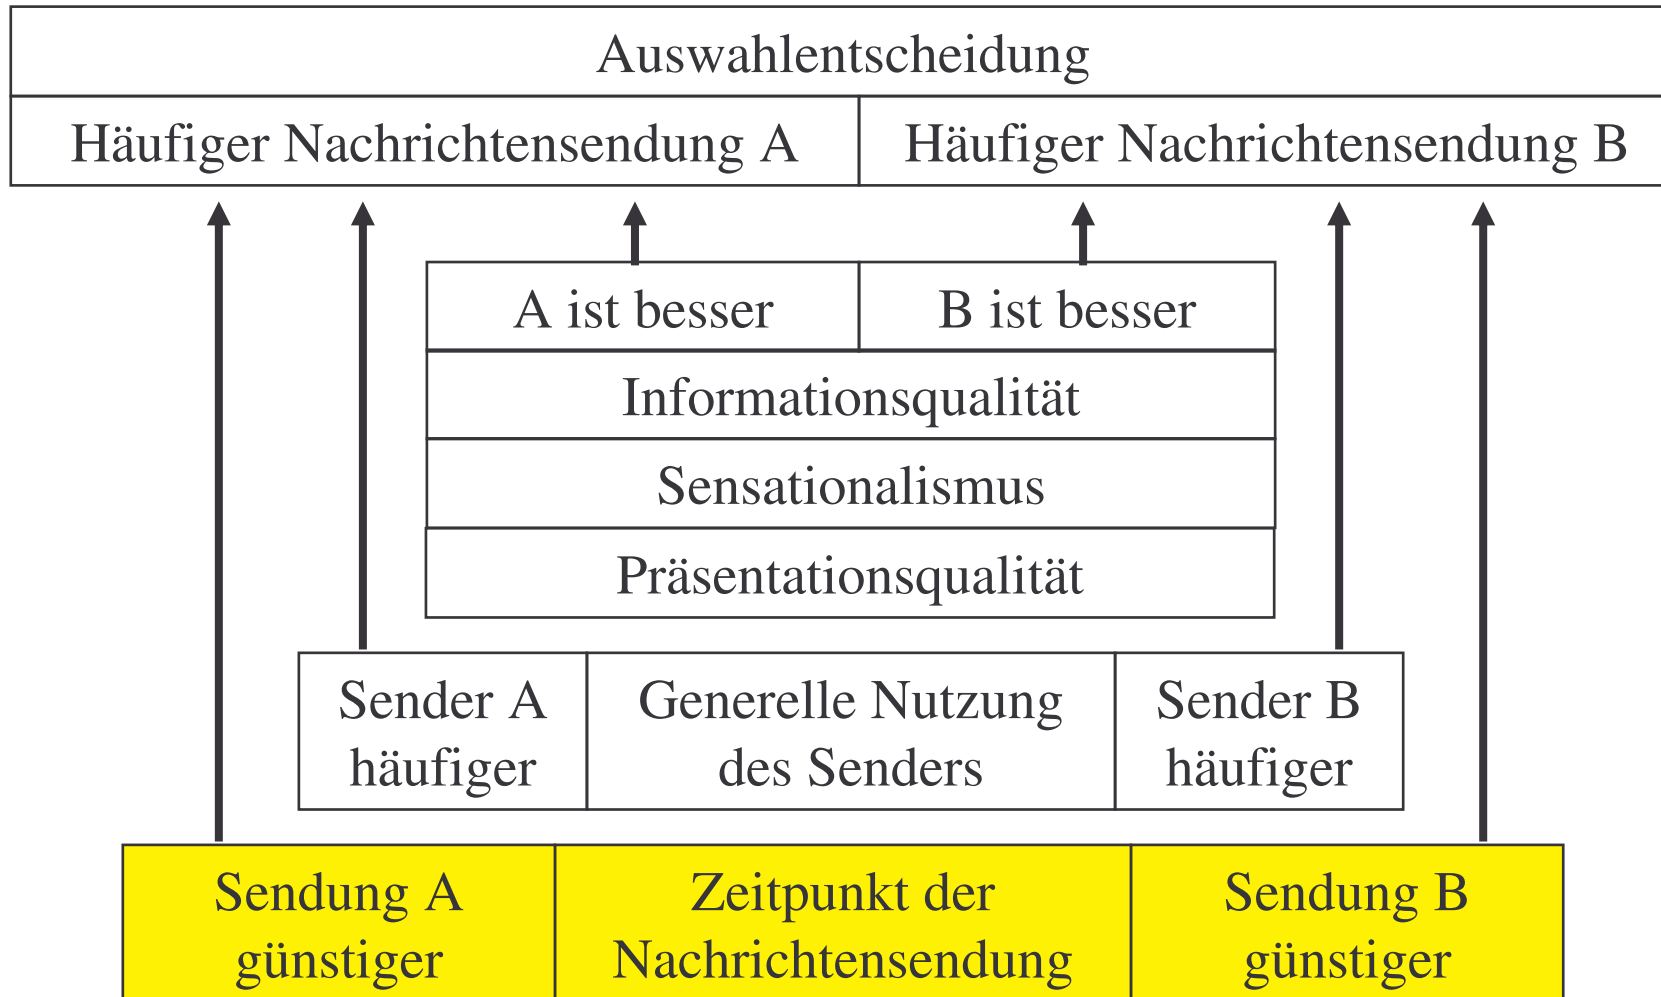 Auswahlentscheidung
Häufiger Nachrichtensendung A
Häufiger Nachrichtensendung B
A ist besser
B ist besser
Informationsqualität
Sensationalismus
Präsentationsqualität
Sender A
häufiger
Generelle Nutzung
des Senders
Sender B
häufiger
Sendung A
günstiger
Zeitpunkt der
Nachrichtensendung
Sendung B
günstiger